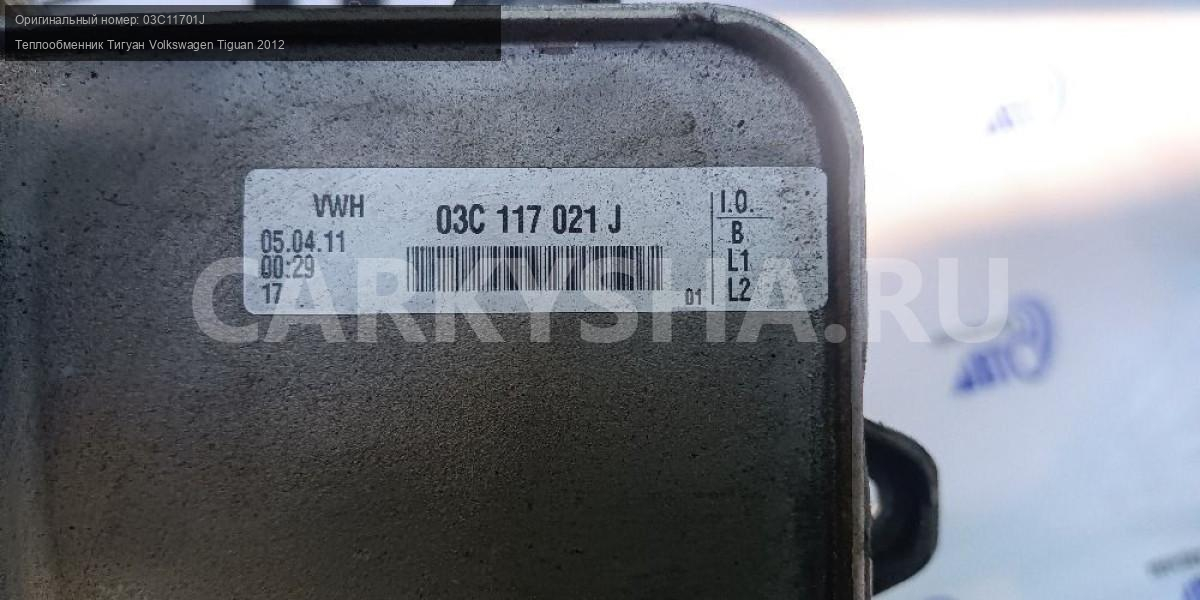 Оригинальный номер: 03C11701J
Теплообменник Тигуан Volkswagen Tiguan 2012
VWH
03C 117 021 J
I.O.
05.04.11
B
00:29
L1
17
01
L2
CARKYSHA.RU